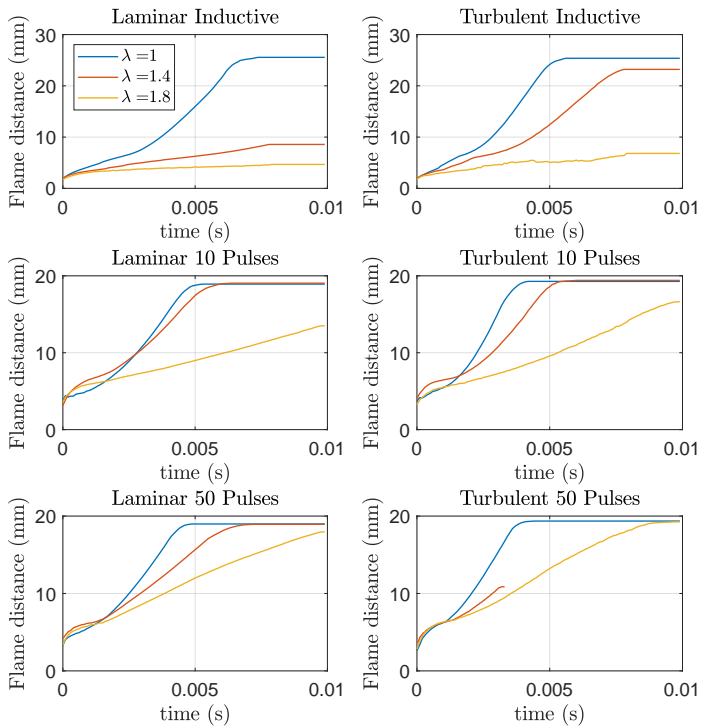 Laminar Inductive
Flame distance (mm)
30
20
10
0
λ =1
λ =1.4
λ =1.8
0
0.005
0.01
time (s)
Turbulent Inductive
Flame distance (mm)
30
20
10
0
0
0.005
0.01
time (s)
Laminar 10 Pulses
Flame distance (mm)
20
10
0
0
0.005
0.01
time (s)
Turbulent 10 Pulses
Flame distance (mm)
20
10
0
0
0.005
0.01
time (s)
Laminar 50 Pulses
Flame distance (mm)
20
10
0
0
0.005
0.01
time (s)
Turbulent 50 Pulses
Flame distance (mm)
20
10
0
0
0.005
0.01
time (s)